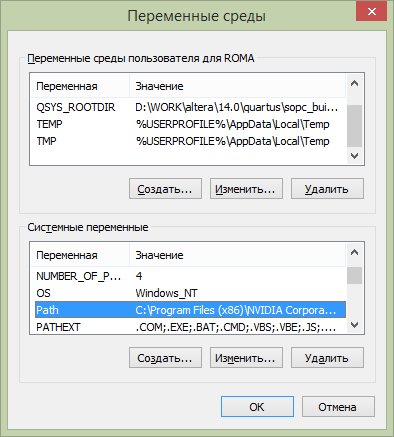 Переменные среды
Переменные среды пользователя для ROMA
Переменная Значение
QSYS_ROOTDIR D:\WORK\altera\14.0\quartus\sopc_bui...
TEMP %USERPROFILE%\AppData\Local\Temp
TMP %USERPROFILE%\AppData\Local\Temp
Создать... Изменить... Удалить
Системные переменные
Переменная Значение
NUMBER_OF_P... 4
OS Windows_NT
Path C:\Program Files (x86)\NVIDIA Corpora...
PATHEXT .COM;.EXE;.BAT;.CMD;.VBS;.VBE;.JS;....
Создать... Изменить... Удалить
ОК Отмена